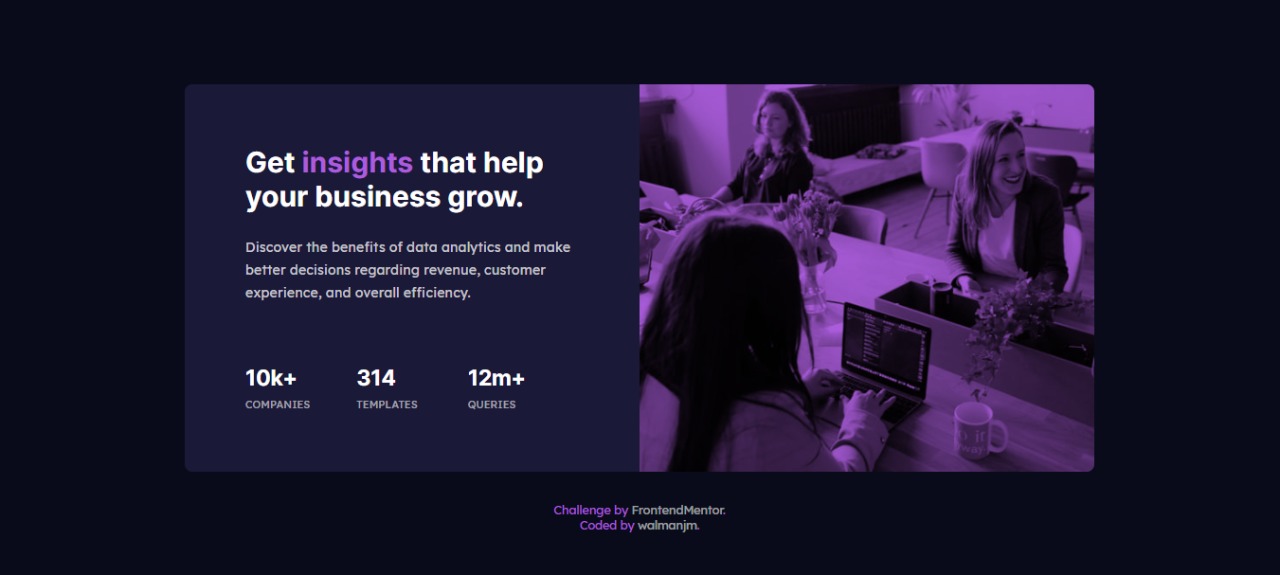 Get insights that help
your business grow.
Discover the benefits of data analytics and make
better decisions regarding revenue, customer
experience, and overall efficiency.
10k+ 314 12m+
COMPANIES TEMPLATES QUERIES
Challenge by FrontendMentor.
Coded by walmanjm.